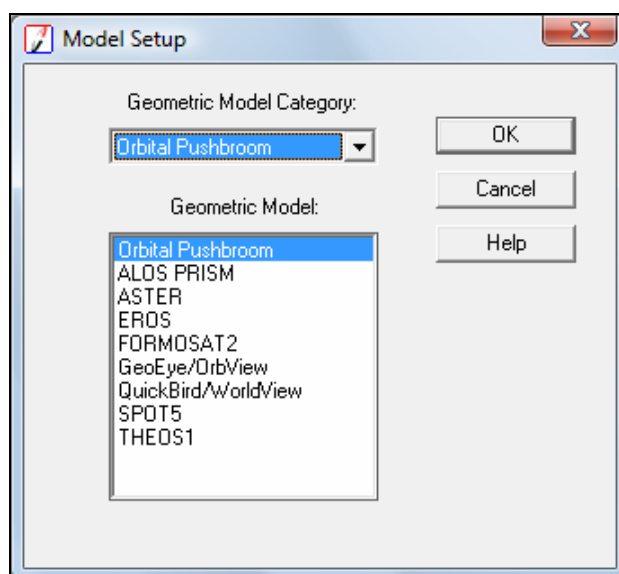 Model Setup
Geometric Model Category:
Orbital Pushbroom
OK
Cancel
Geometric Model:
Help
Orbital Pushbroom
ALOS PRISM
ASTER
EROS
FORMOSAT2
GeoEye/OrbView
QuickBird/WorldView
SPOT5
THEOS1